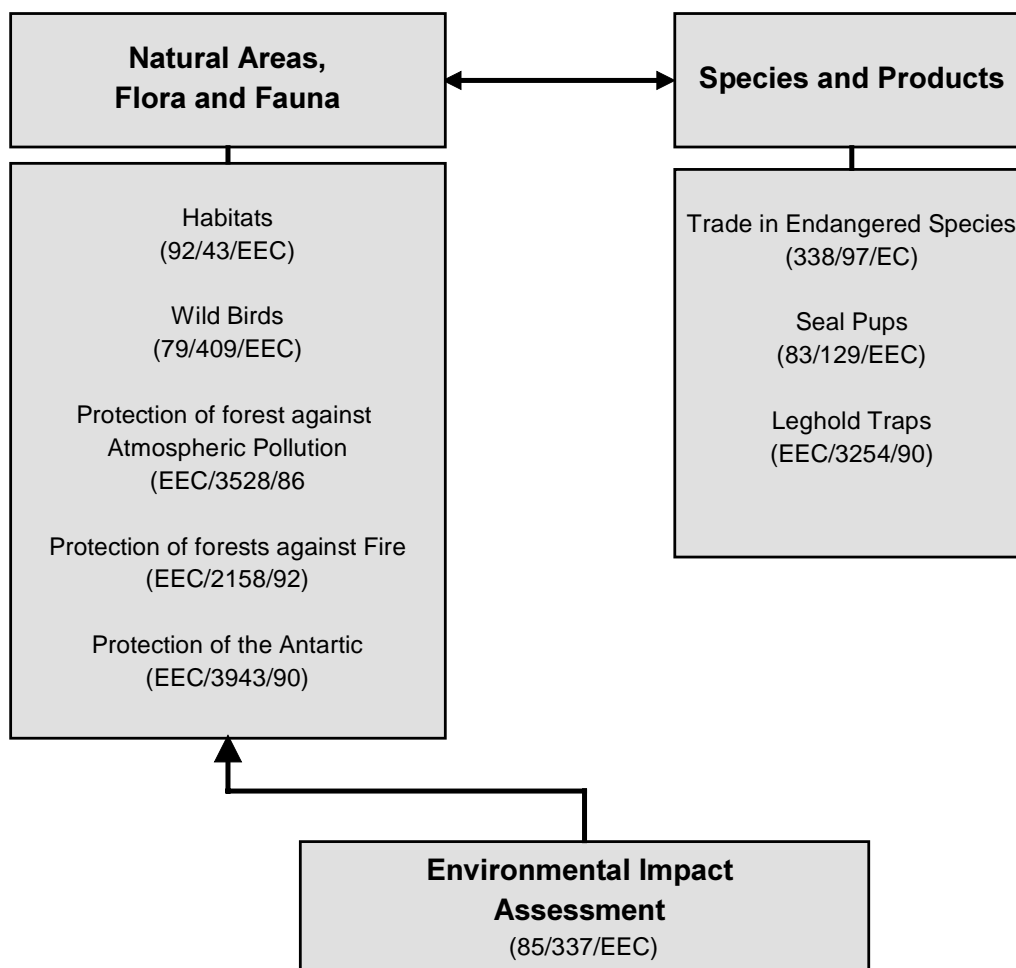 Natural Areas,
Flora and Fauna
Habitats
(92/43/EEC)
Wild Birds
(79/409/EEC)
Protection of forest against
Atmospheric Pollution
(EEC/3528/86
Protection of forests against Fire
(EEC/2158/92)
Protection of the Antartic
(EEC/3943/90)
Species and Products
Trade in Endangered Species
(338/97/EC)
Seal Pups
(83/129/EEC)
Leghold Traps
(EEC/3254/90)
Environmental Impact
Assessment
(85/337/EEC)